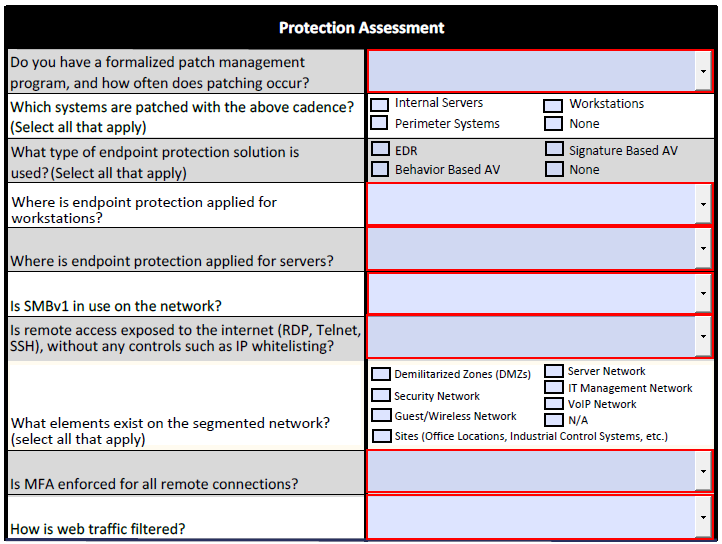 Protection Assessment
Do you have a formalized patch management
program, and how often does patching occur?
Which systems are patched with the above cadence?
(Select all that apply)
Internal Servers
Workstations
Perimeter Systems
None
What type of endpoint protection solution is
used? (Select all that apply)
EDR
Signature Based AV
Behavior Based AV
None
Where is endpoint protection applied for
workstations?
Where is endpoint protection applied for servers?
Is SMBv1 in use on the network?
Is remote access exposed to the internet (RDP, Telnet,
SSH), without any controls such as IP whitelisting?
What elements exist on the segmented network?
(select all that apply)
Demilitarized Zones (DMZs)
Server Network
Security Network
IT Management Network
Guest/Wireless Network
VoIP Network
N/A
Sites (Office Locations, Industrial Control Systems, etc.)
Is MFA enforced for all remote connections?
How is web traffic filtered?